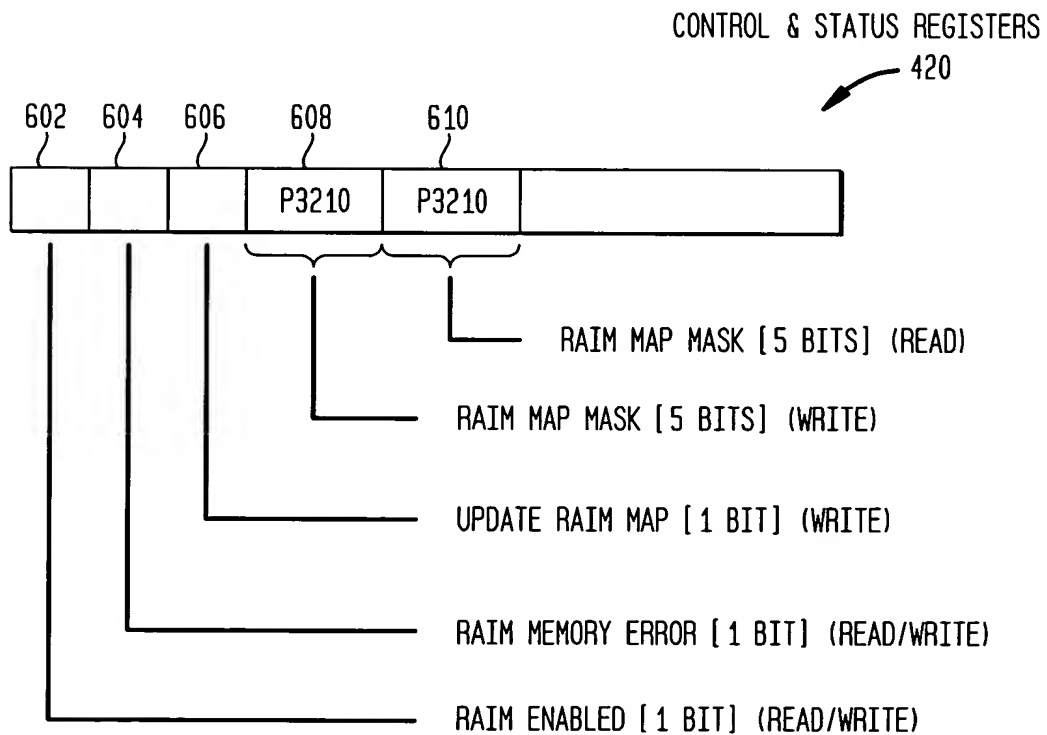 CONTROL & STATUS REGISTERS
420
602 604 606 608 610
P3210 P3210
RAIM MAP MASK [5 BITS] (READ)
RAIM MAP MASK [5 BITS] (WRITE)
UPDATE RAIM MAP [1 BIT] (WRITE)
RAIM MEMORY ERROR [1 BIT] (READ/WRITE)
RAIM ENABLED [1 BIT] (READ/WRITE)